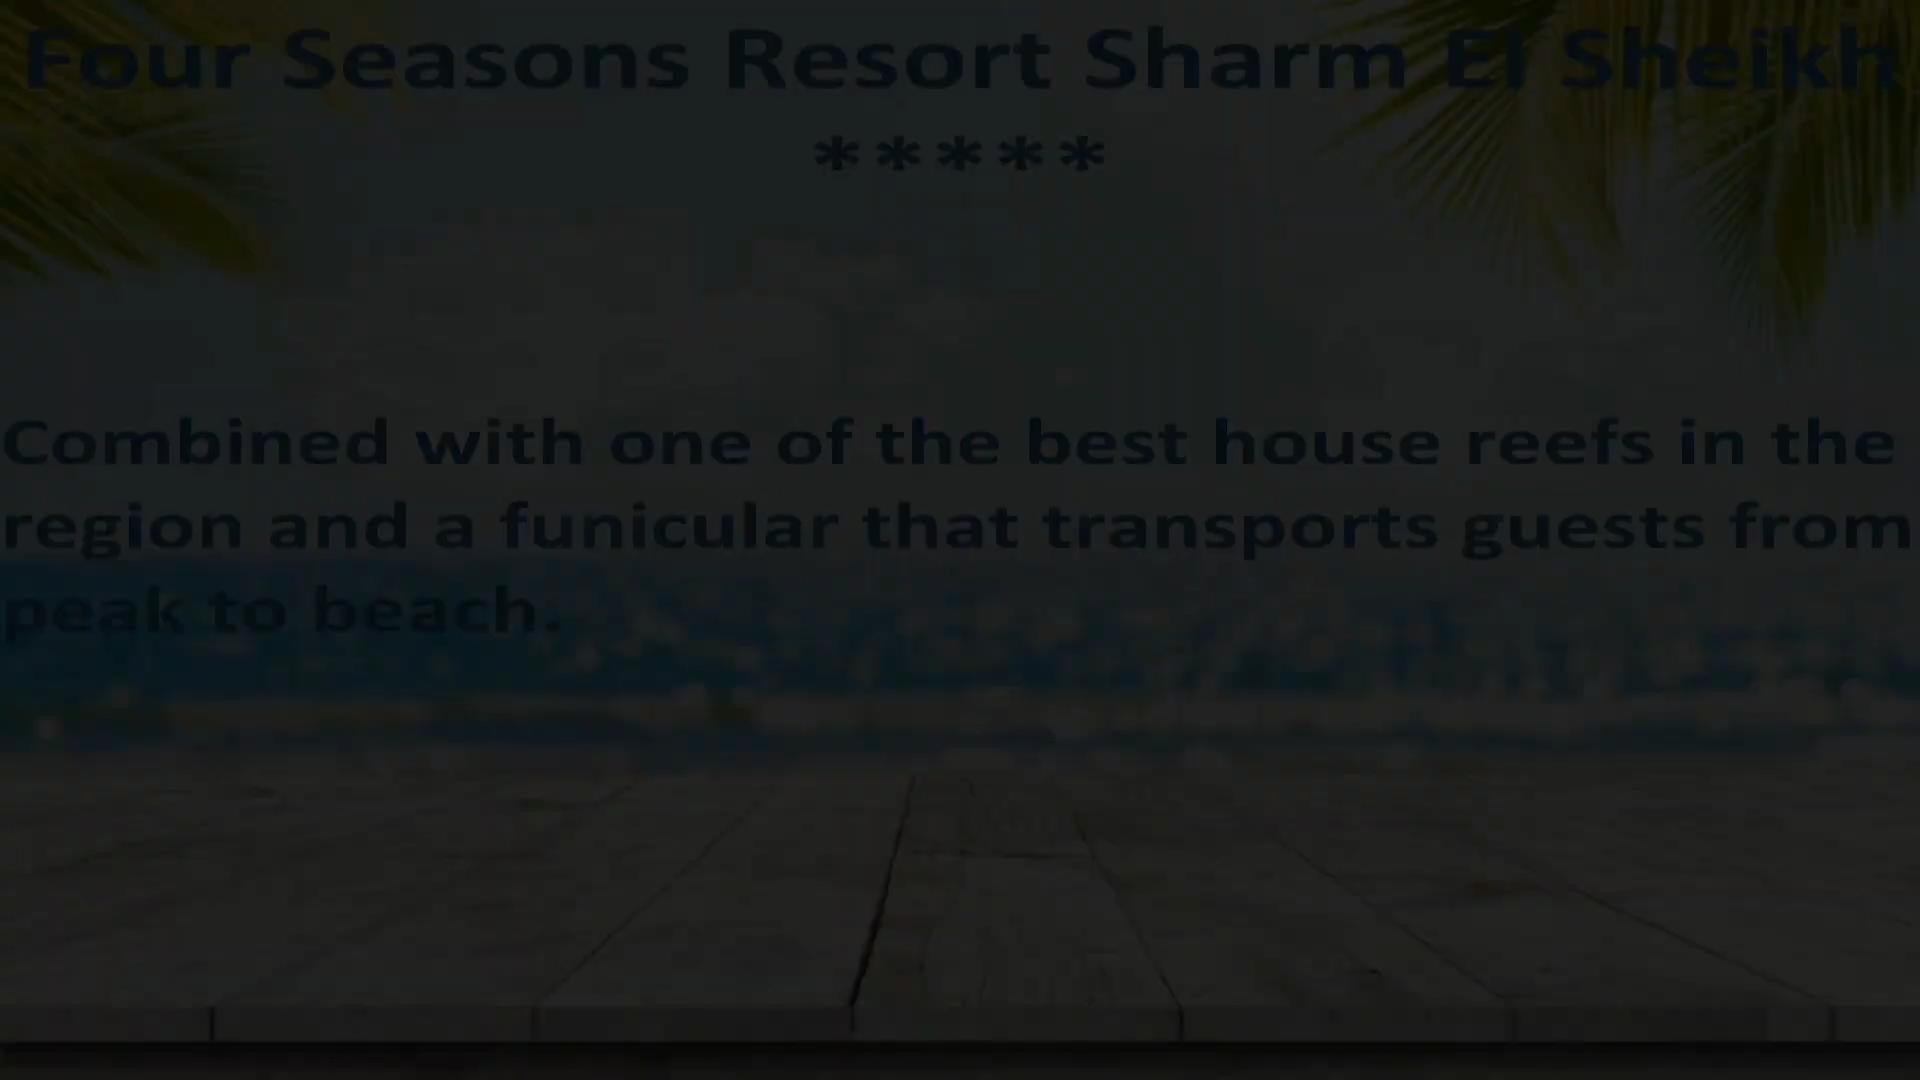 Four Seasons Resort Sharm El Sheikh
*****
Combined with one of the best house reefs in the
region and a funicular that transports guests from
peak to beach.